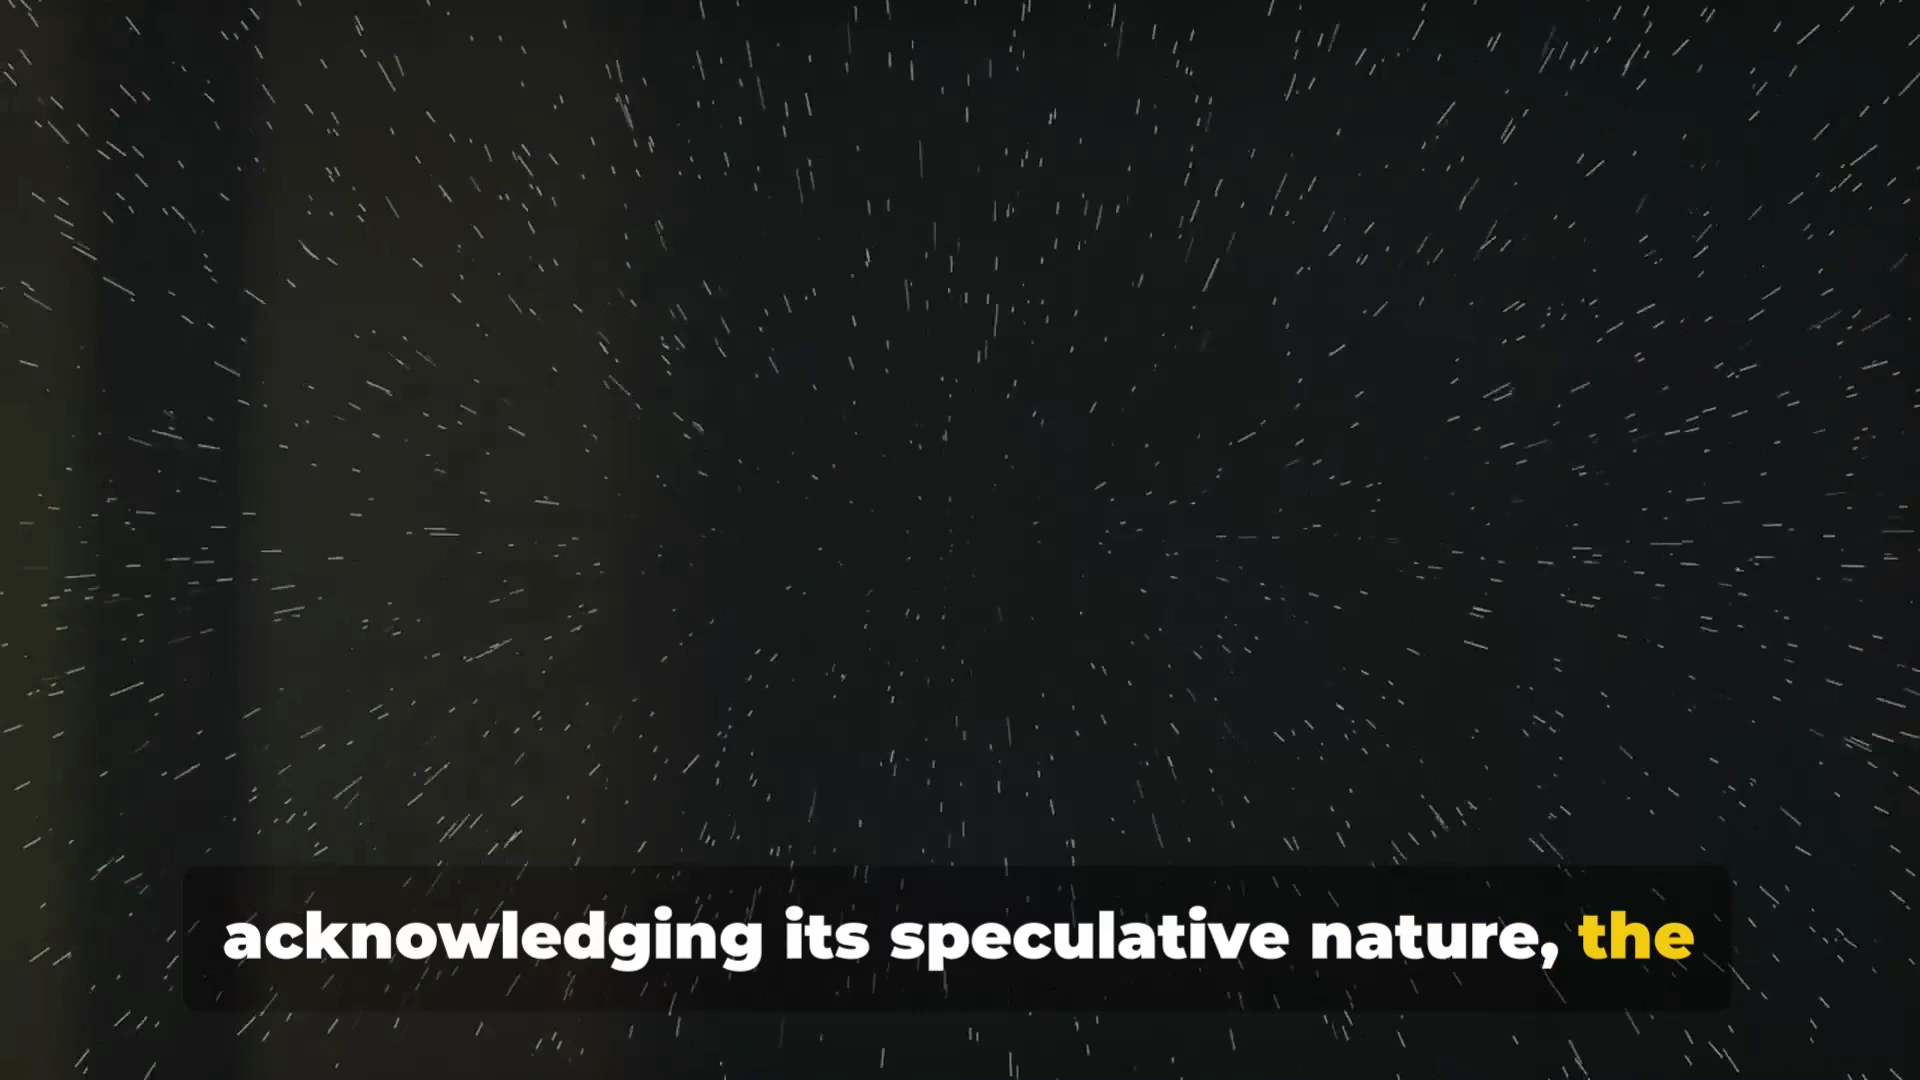 acknowledging its speculative nature, the